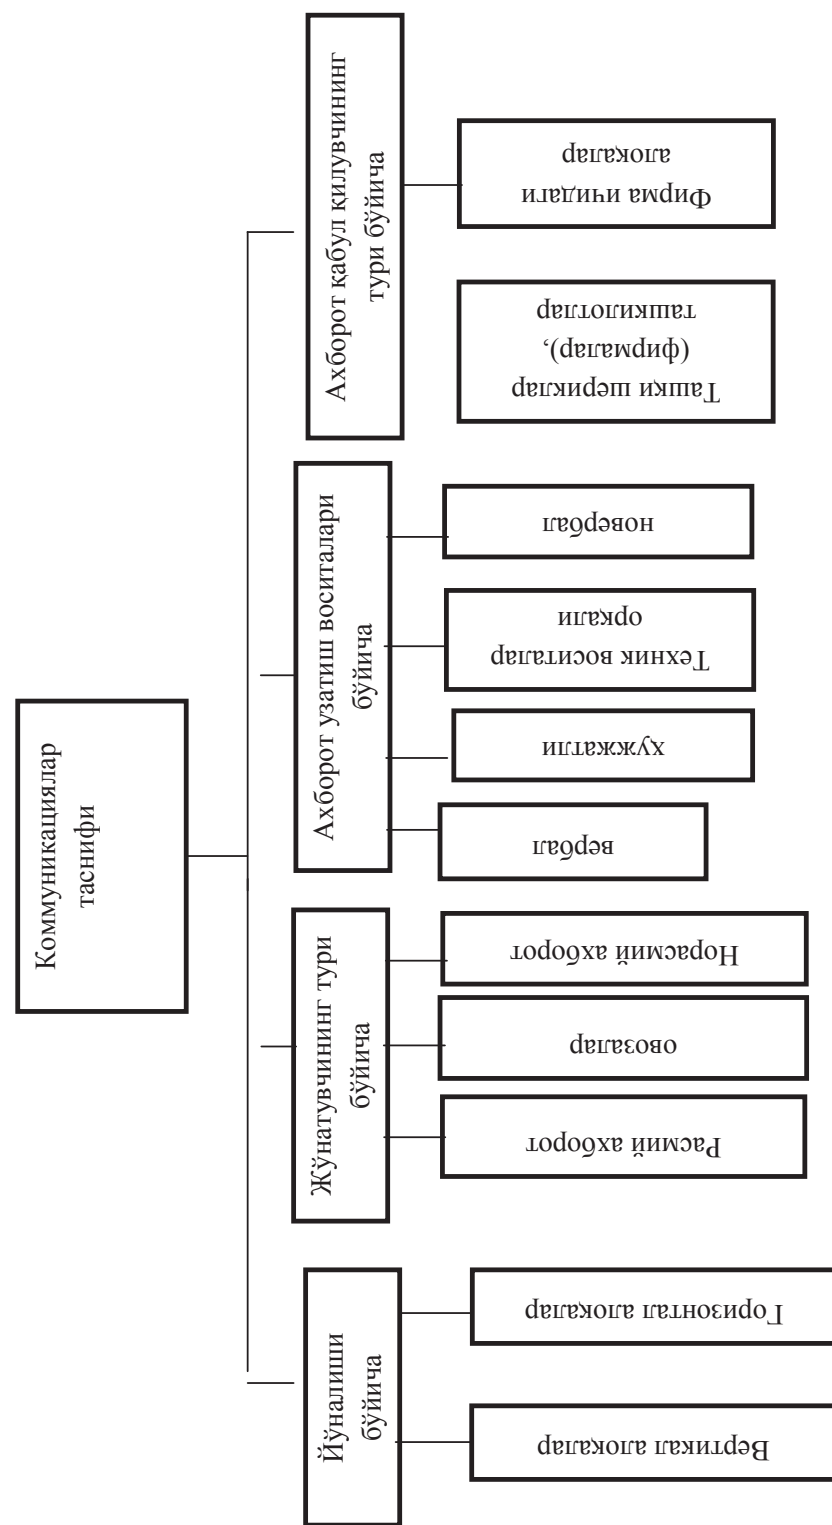 Коммуникациялар
таснифи
Йўналиши
бўйича
Вертикал алоқалар
Горизонтал алоқалар
Жўнатувчининг тури
бўйича
Расмий ахборот
овозалар
Норасмий ахборот
Ахборот узатиш воситалари
бўйича
вербал
ҳужжатли
Техник воситалар
орқали
новербал
Ахборот қабул қилувчининг
тури бўйича
Ташқи шериклар
(фирмалар),
ташкилотлар
Фирма ичидаги
алоқалар